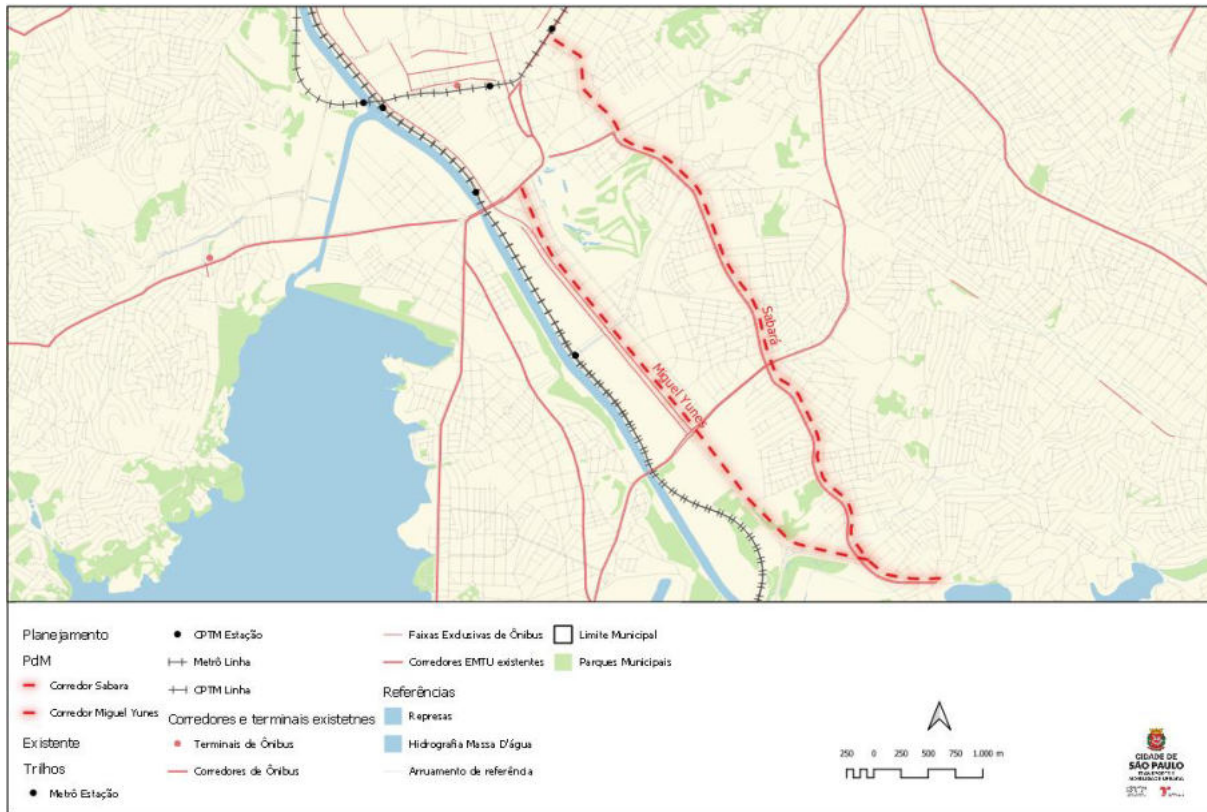 Sabará
Miguel Yunes
Planejamento
PdM
Corredor Sabara
Corredor Miguel Yunes
Existente
Trilhos
Metrô Estação
CPTM Estação
Metrô Linha
CPTM Linha
Corredores e terminais existetnes
Terminais de Ônibus
Corredores de Ônibus
Faixas Exclusivas de Ônibus
Corredores EMTU existentes
Referências
Represas
Hidrografia Massa D'água
Arruamento de referência
Limite Municipal
Parques Municipais
250 0 250 500 750 1.000 m
CIDADE DE
SÃO PAULO
TRANSPORTE E
MOBILIDADE URBANA